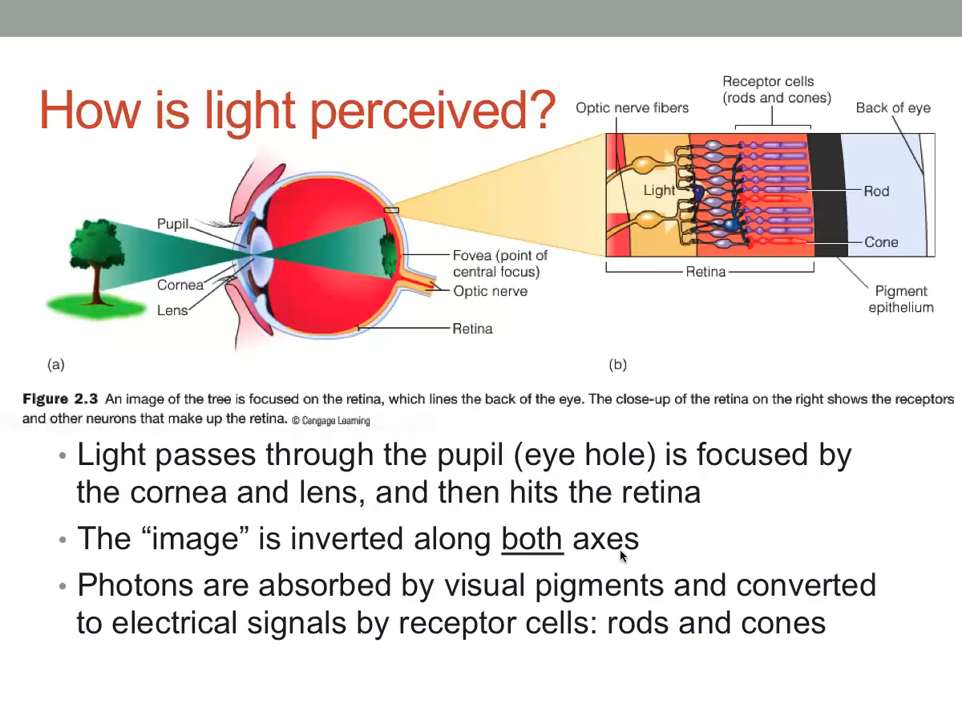 How is light perceived?
Pupil
Cornea
Lens
Fovea (point of
central focus)
Optic nerve
Retina
(a)
Optic nerve fibers
Receptor cells
(rods and cones)
Back of eye
Light
Rod
Cone
Retina
Pigment
epithelium
(b)
Figure 2.3 An image of the tree is focused on the retina, which lines the back of the eye. The close-up of the retina on the right shows the receptors
and other neurons that make up the retina. © Cengage Learning
• Light passes through the pupil (eye hole) is focused by
the cornea and lens, and then hits the retina
• The “image” is inverted along both axes
• Photons are absorbed by visual pigments and converted
to electrical signals by receptor cells: rods and cones